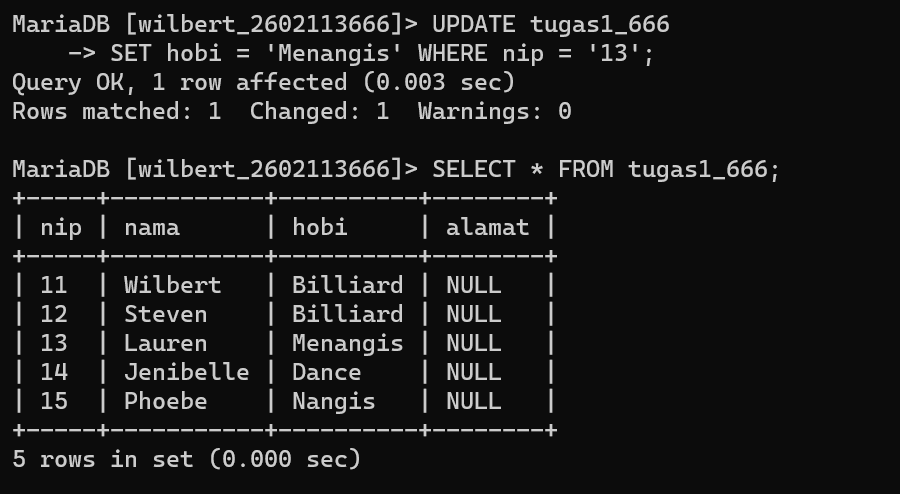 MariaDB [wilbert_2602113666]> UPDATE tugas1_666
    -> SET hobi = 'Menangis' WHERE nip = '13';
Query OK, 1 row affected (0.003 sec)
Rows matched: 1  Changed: 1  Warnings: 0

MariaDB [wilbert_2602113666]> SELECT * FROM tugas1_666;
+-----+-----------+----------+--------+
| nip | nama      | hobi     | alamat |
+-----+-----------+----------+--------+
| 11  | Wilbert   | Billiard | NULL   |
| 12  | Steven    | Billiard | NULL   |
| 13  | Lauren    | Menangis | NULL   |
| 14  | Jenibelle | Dance    | NULL   |
| 15  | Phoebe    | Nangis   | NULL   |
+-----+-----------+----------+--------+
5 rows in set (0.000 sec)